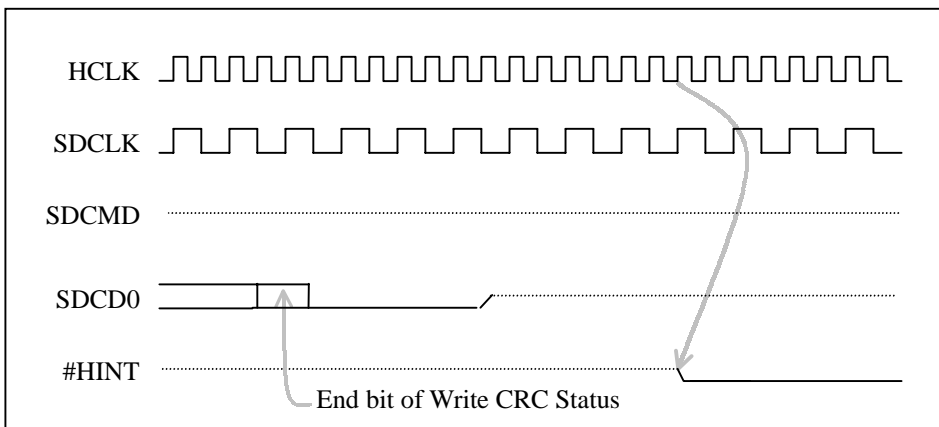 HCLK
SDCLK
SDCMD
SDCD0
#HINT
End bit of Write CRC Status